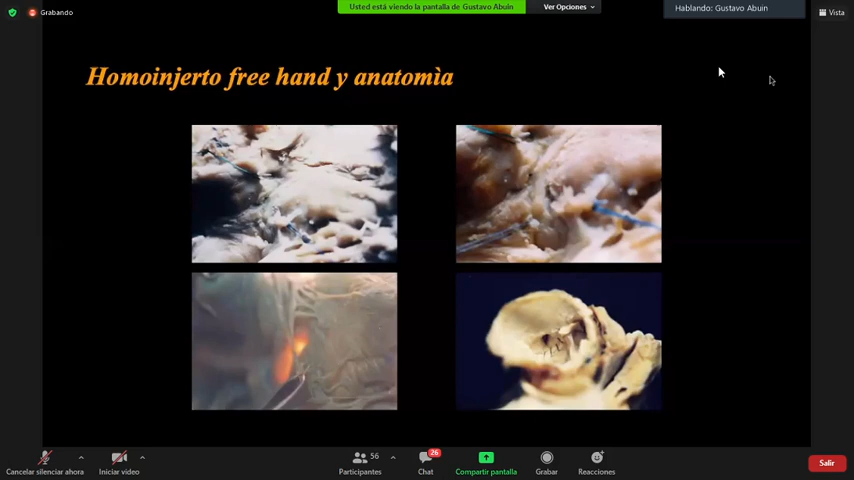 Grabando
Usted está viendo la pantalla de Gustavo Abuin
Ver Opciones
Hablando: Gustavo Abuin
Vista
Homoinjerto free hand y anatomìa
Cancelar silenciar ahora
Iniciar video
56
Participantes
26
Chat
Compartir pantalla
Grabar
Reacciones
Salir